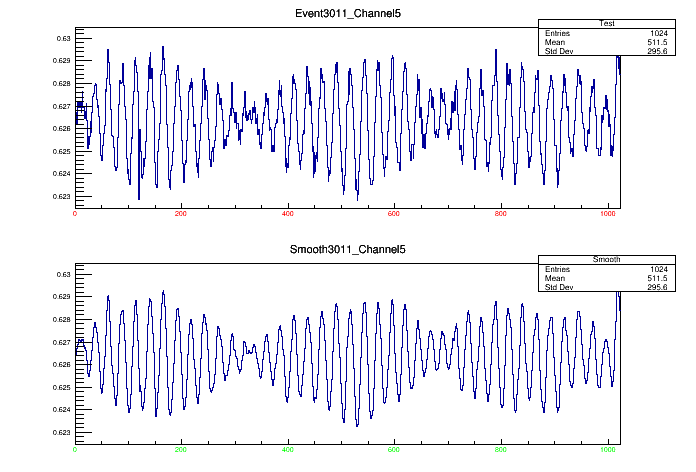 Event3011_Channel5
Test
Entries 1024
Mean 511.5
Std Dev 295.6
0.63
0.629
0.628
0.627
0.626
0.625
0.624
0.623
0 200 400 600 800 1000
Smooth3011_Channel5
Smooth
Entries 1024
Mean 511.5
Std Dev 295.6
0.63
0.629
0.628
0.627
0.626
0.625
0.624
0.623
0 200 400 600 800 1000